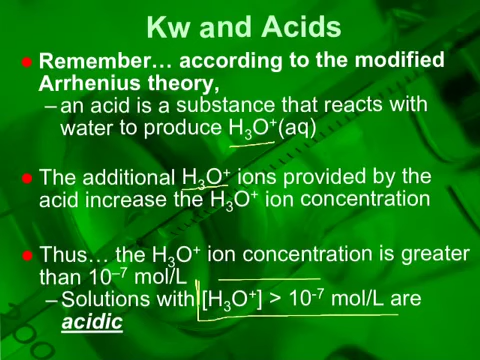 Kw and Acids
Remember… according to the modified
Arrhenius theory,
–an acid is a substance that reacts with
water to produce H₃O⁺(aq)
The additional H₃O⁺ ions provided by the
acid increase the H₃O⁺ ion concentration
Thus… the H₃O⁺ ion concentration is greater
than 10⁻⁷ mol/L
–Solutions with [H₃O⁺] > 10⁻⁷ mol/L are
acidic